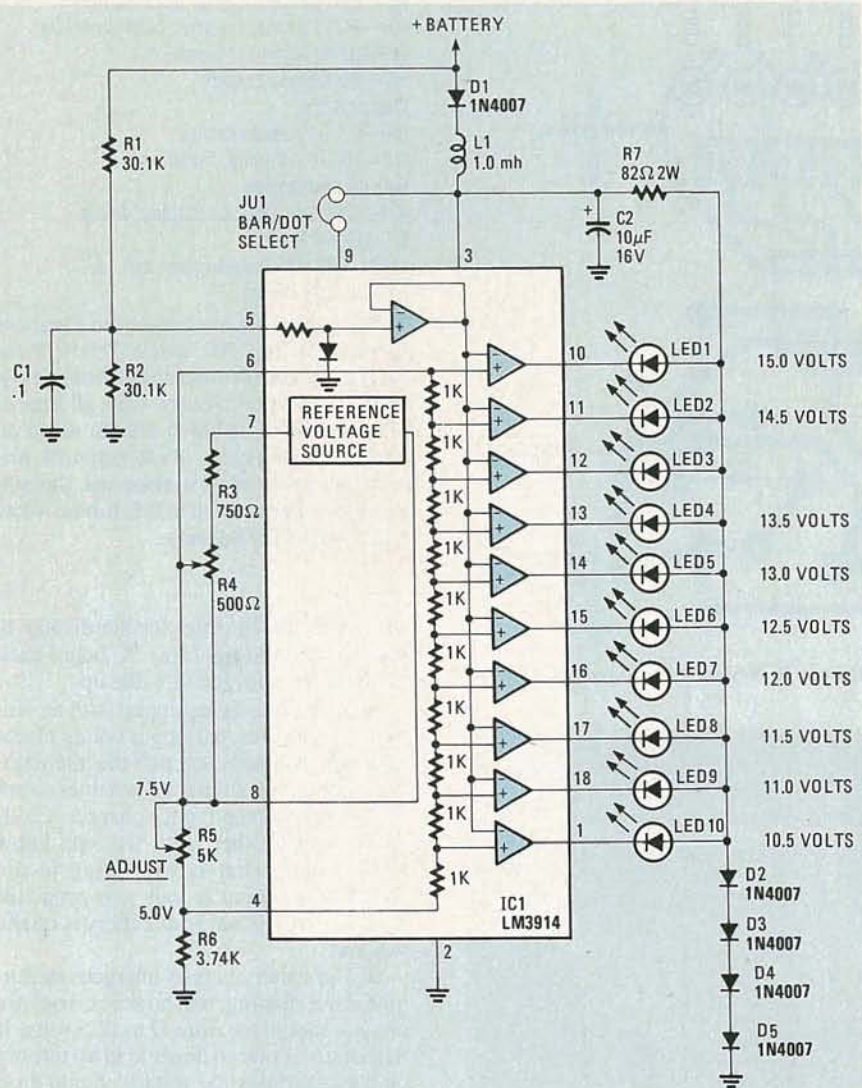 + BATTERY
D1
1N4007
R1
30.1K
L1
1.0 mh
R7
82Ω 2W
JU1
BAR/DOT
SELECT
+
C2
10µF
16V
9
3
5
6
C1
.1
R2
30.1K
7
REFERENCE
VOLTAGE
SOURCE
R3
750Ω
R4
500Ω
7.5V
8
R5
5K
ADJUST
5.0V
4
R6
3.74K
2
IC1
LM3914
1K
1K
1K
1K
1K
1K
1K
1K
1K
1K
10 LED1 15.0 VOLTS
11 LED2 14.5 VOLTS
12 LED3
13 LED4 13.5 VOLTS
14 LED5 13.0 VOLTS
15 LED6 12.5 VOLTS
16 LED7 12.0 VOLTS
17 LED8 11.5 VOLTS
18 LED9 11.0 VOLTS
1 LED10 10.5 VOLTS
D2
1N4007
D3
1N4007
D4
1N4007
D5
1N4007